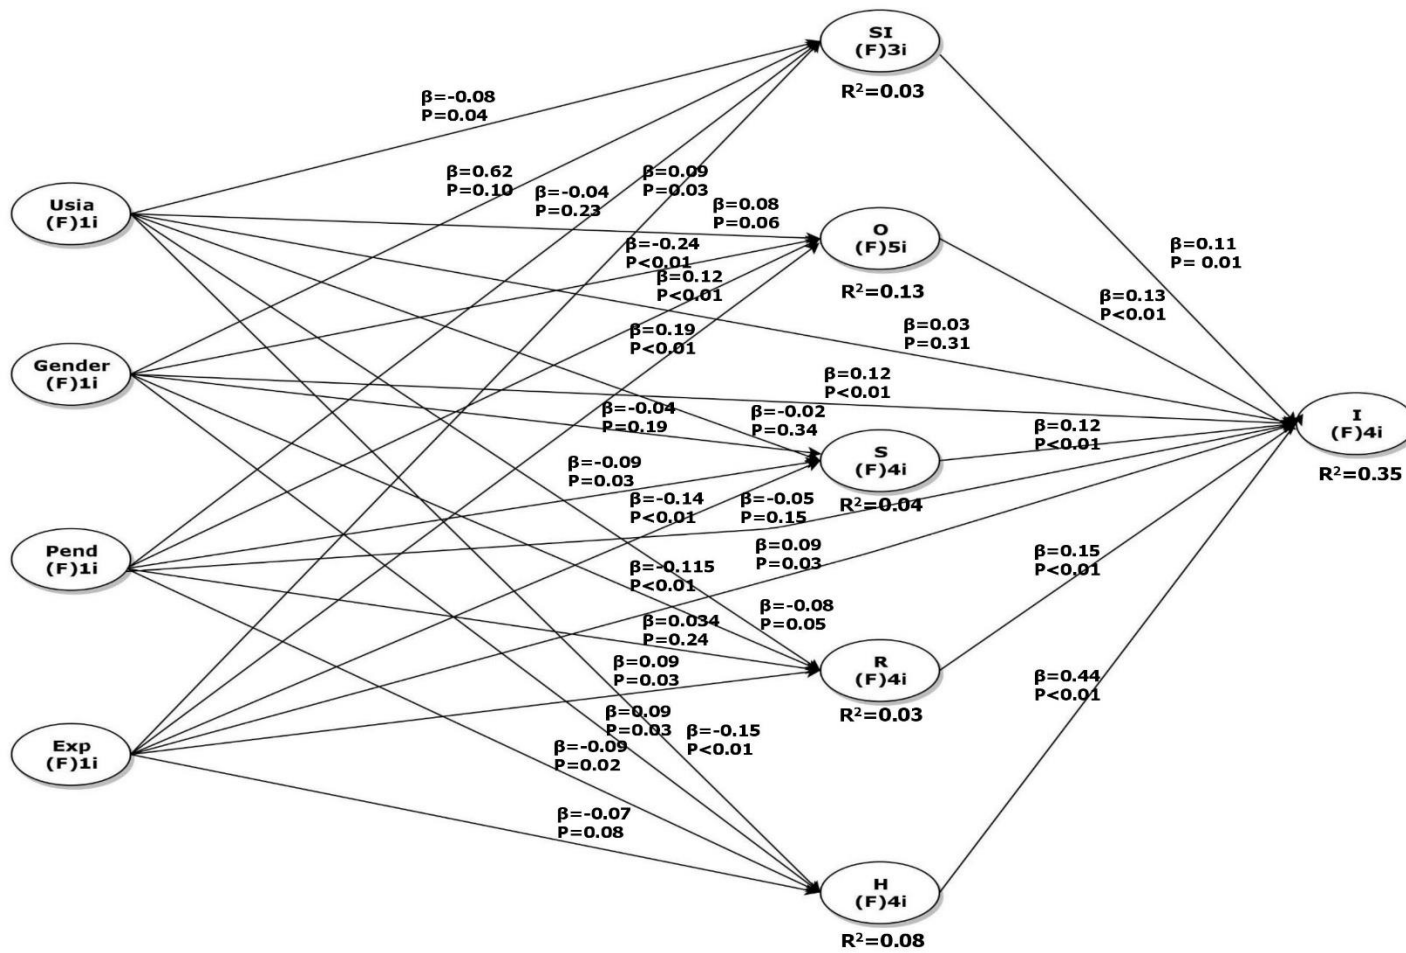 SI
(F)3i
R²=0.03
β=-0.08
P=0.04
β=0.62
P=0.10
β=-0.04
P=0.23
β=0.09
P=0.03
Usia
(F)1i
β=0.08
P=0.06
O
(F)5i
R²=0.13
β=-0.24
P<0.01
β=0.12
P<0.01
β=0.11
P= 0.01
β=0.13
P<0.01
β=0.19
P<0.01
β=0.03
P=0.31
Gender
(F)1i
β=0.12
P<0.01
β=-0.04
P=0.19
β=-0.02
P=0.34
β=0.12
P<0.01
I
(F)4i
R²=0.35
S
(F)4i
R²=0.04
β=-0.09
P=0.03
β=-0.14
P<0.01
β=-0.05
P=0.15
Pend
(F)1i
β=0.09
P=0.03
β=0.15
P<0.01
β=-0.115
P<0.01
β=-0.08
P=0.05
β=0.034
P=0.24
R
(F)4i
R²=0.03
β=0.09
P=0.03
β=0.44
P<0.01
β=0.09
P=0.03
β=-0.15
P<0.01
Exp
(F)1i
β=-0.09
P=0.02
β=-0.07
P=0.08
H
(F)4i
R²=0.08